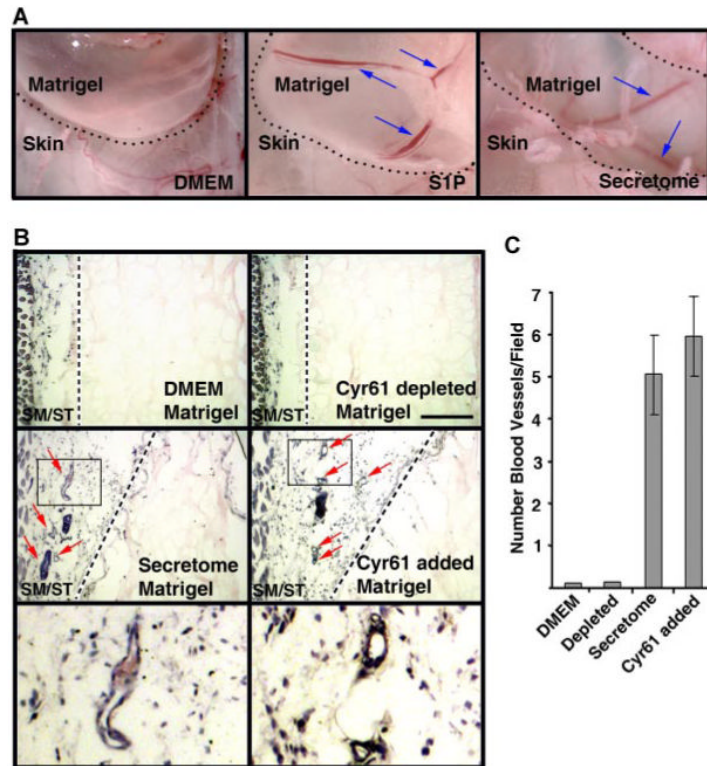 A
Matrigel
Skin
DMEM
Matrigel
Skin
S1P
Matrigel
Skin
Secretome
B
SM/ST
DMEM
Matrigel
SM/ST
Cyr61 depleted
Matrigel
SM/ST
Secretome
Matrigel
SM/ST
Cyr61 added
Matrigel
C
Number Blood Vessels/Field
7
6
5
4
3
2
1
DMEM
Depleted
Secretome
Cyr61 added